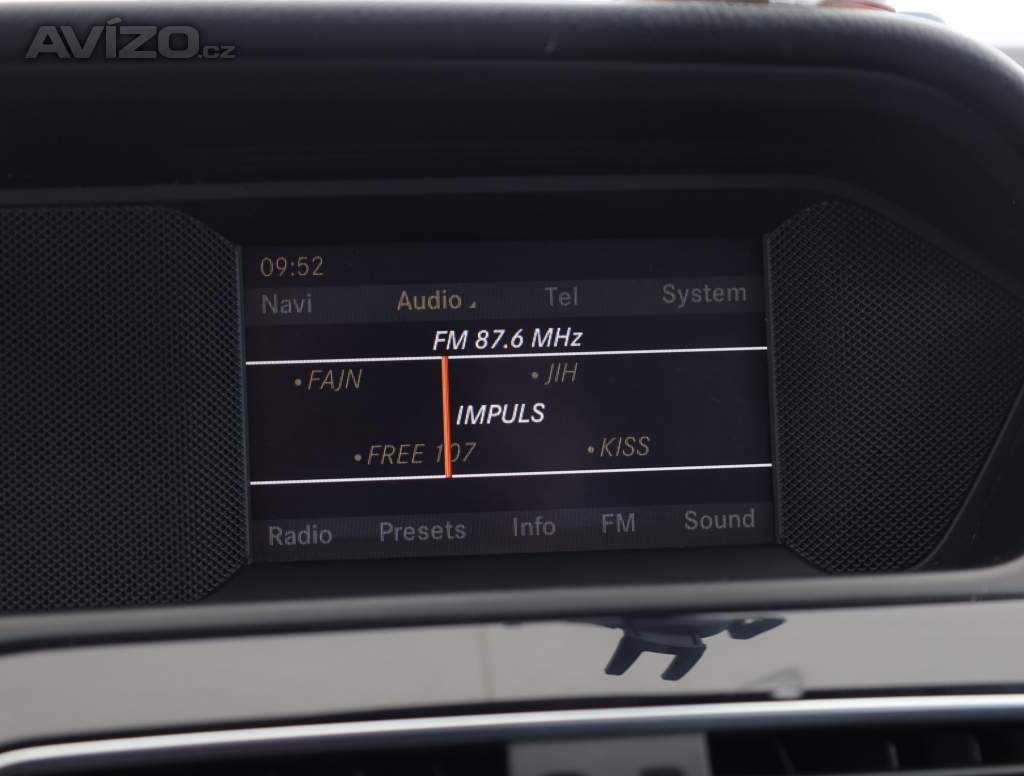 AVÍZO.cz
09:52
Navi Audio Tel System
FM 87.6 MHz
FAJN JIH
IMPULS
FREE 107 KISS
Radio Presets Info FM Sound